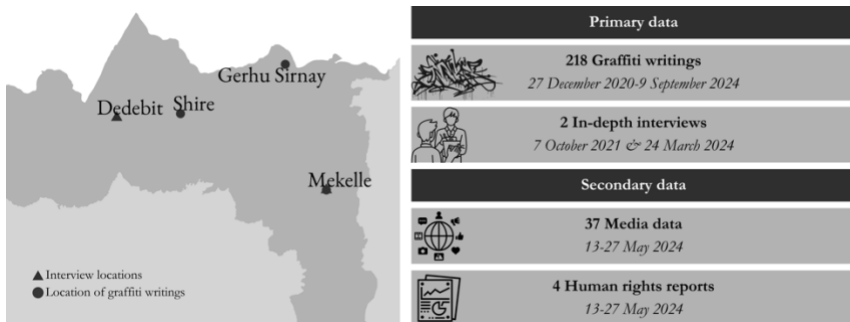 Gerhu Sirnay
Dedebit
Shire
Mekelle
Interview locations
Location of graffiti writings
Primary data
218 Graffiti writings
27 December 2020-9 September 2024
2 In-depth interviews
7 October 2021 & 24 March 2024
Secondary data
37 Media data
13-27 May 2024
4 Human rights reports
13-27 May 2024